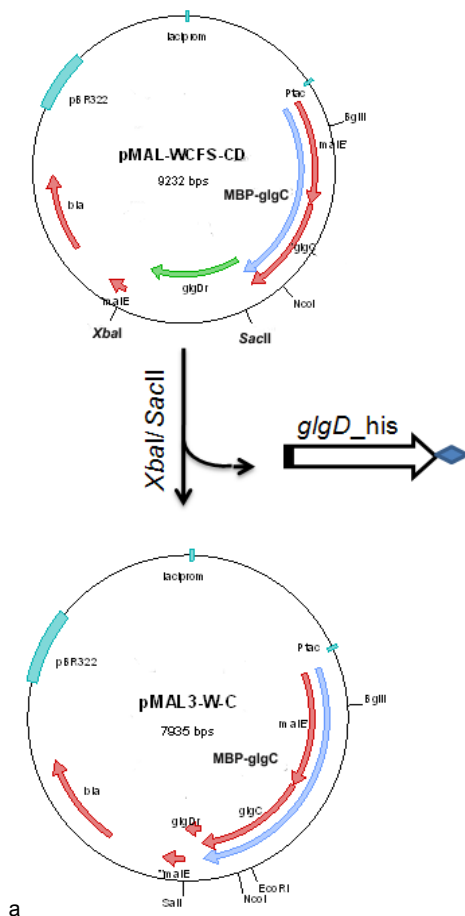 laciprom
pBR322
Ptac
BglII
malE
pMAL-WCFS-CD
9232 bps
MBP-glgC
bla
glgC
glgDr
malE
NcoI
XbaI
SacII
XbaI/ SacII
glgD_his
laciprom
pBR322
Ptac
BglII
pMAL3-W-C
malE
7935 bps
MBP-glgC
bla
glgC
glgDr
"malE
EcoRI
SalI
NcoI
a